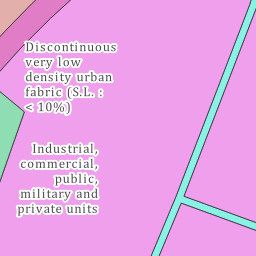 Discontinuous
very low
density urban
fabric (S.L. :
< 10%)
Industrial,
commercial,
public,
military and
private units